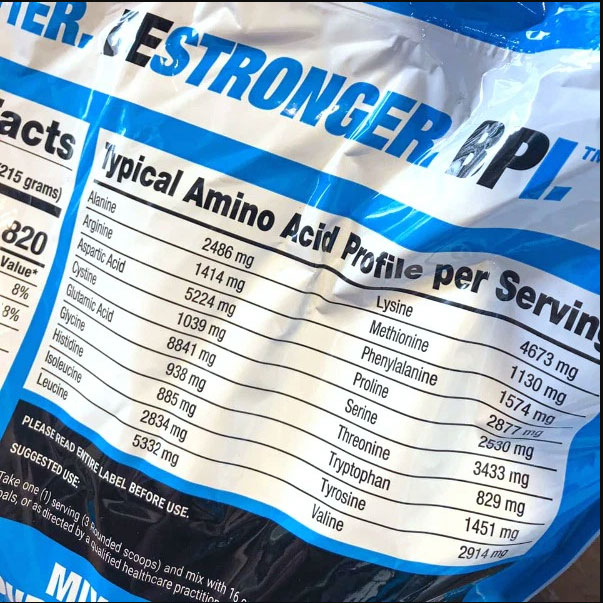 TTER. BESTRONGER.BPI.™
Facts
(215 grams)
820
Value*
8%
8%
Typical Amino Acid Profile per Serving
Alanine 2486 mg
Arginine 1414 mg
Aspartic Acid 5224 mg
Cystine 1039 mg
Glutamic Acid 8841 mg
Glycine 938 mg
Histidine 885 mg
Isoleucine 2834 mg
Leucine 5332 mg
Lysine 4673 mg
Methionine 1130 mg
Phenylalanine 1574 mg
Proline 2877 mg
Serine 2530 mg
Threonine 3433 mg
Tryptophan 829 mg
Tyrosine 1451 mg
Valine 2914 mg
PLEASE READ ENTIRE LABEL BEFORE USE.
SUGGESTED USE:
Take one (1) serving (3 rounded scoops) and mix with 16
or as directed by a qualified healthcare